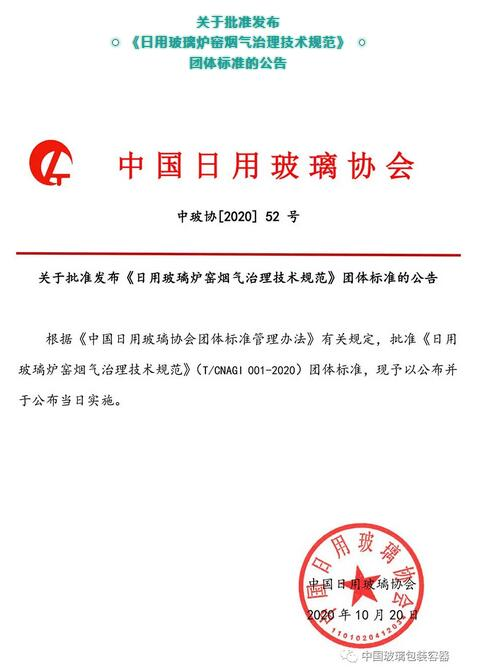 关于批准发布
《日用玻璃炉窑烟气治理技术规范》
团体标准的公告
中国日用玻璃协会
中玻协[2020] 52 号
关于批准发布《日用玻璃炉窑烟气治理技术规范》团体标准的公告
根据《中国日用玻璃协会团体标准管理办法》有关规定，批准《日用
玻璃炉窑烟气治理技术规范》（T/CNAGI 001-2020）团体标准，现予以公布并
于公布当日实施。
中国日用玻璃协会
中国日用玻璃协会
2020 年 10 月 20 日
中国玻璃包装容器